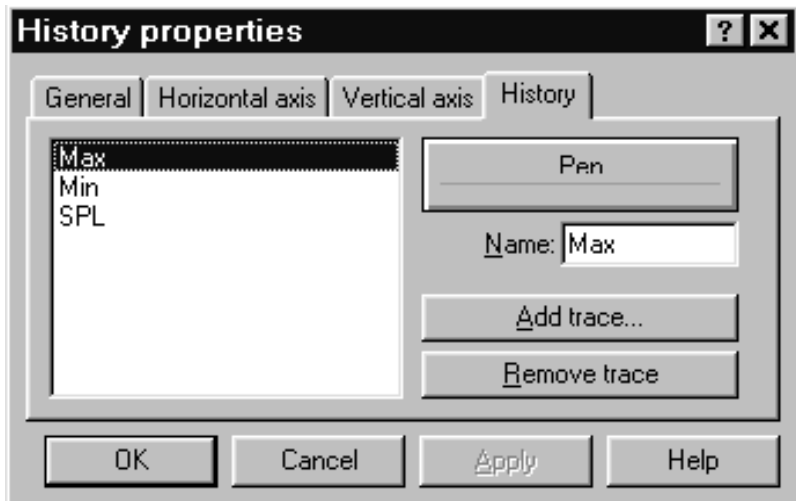 History properties
General Horizontal axis Vertical axis History
Max
Min
SPL
Pen
Name: Max
Add trace...
Remove trace
OK Cancel Apply Help